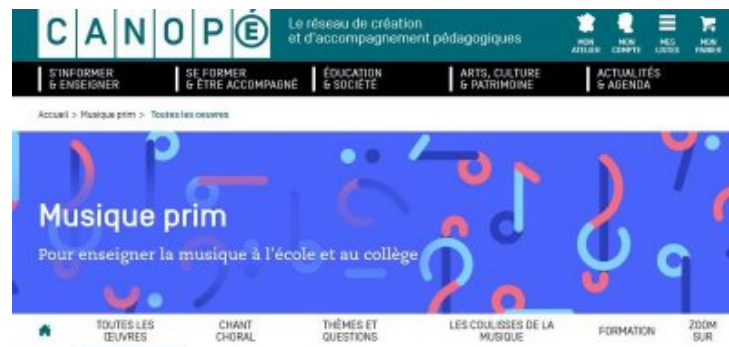 CANOPÉ
Le réseau de création
et d'accompagnement pédagogiques
MON
ATELIER
MON
COMPTE
MES
LISTES
MON
PANIER
S'INFORMER
& ENSEIGNER
SE FORMER
& ÊTRE ACCOMPAGNÉ
ÉDUCATION
& SOCIÉTÉ
ARTS, CULTURE
& PATRIMOINE
ACTUALITÉS
& AGENDA
Accueil > Musique prim > Toutes les oeuvres
Musique prim
Pour enseigner la musique à l'école et au collège
TOUTES LES
ŒUVRES
CHANT
CHORAL
THÈMES ET
QUESTIONS
LES COULISSES DE LA
MUSIQUE
FORMATION
ZOOM
SUR